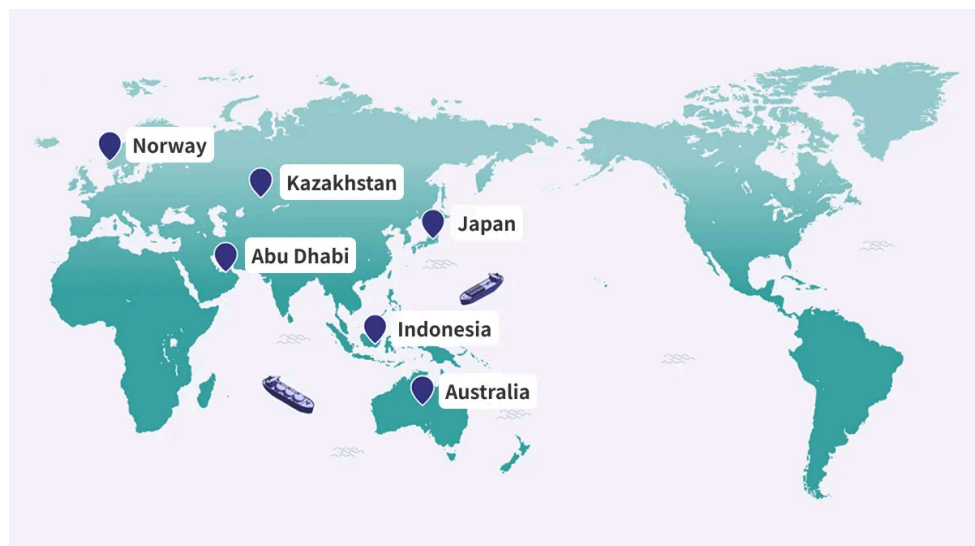 Norway
Kazakhstan
Japan
Abu Dhabi
Indonesia
Australia